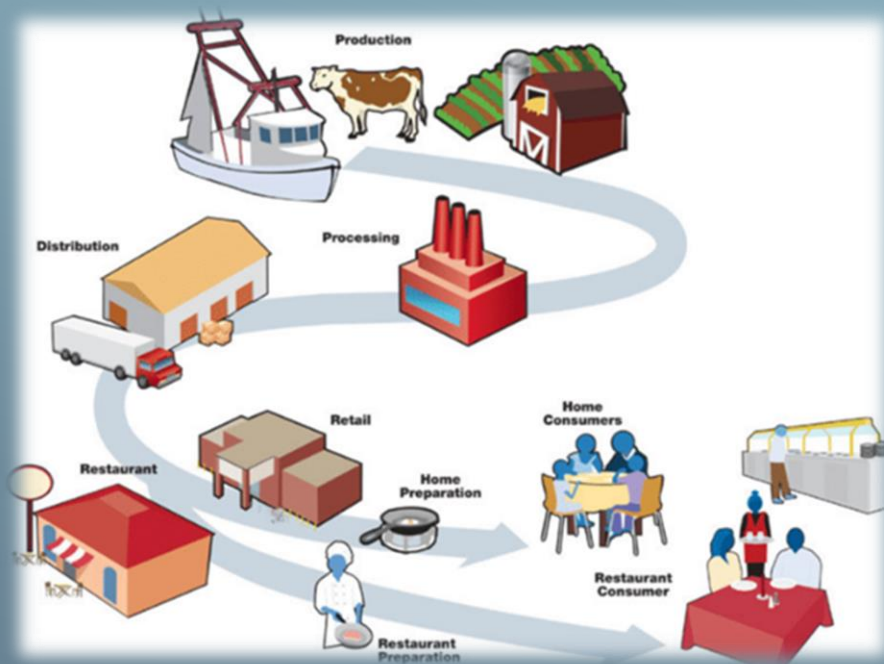 Production
Processing
Distribution
Retail
Restaurant
Home
Preparation
Home
Consumers
Restaurant
Consumer
Restaurant
Preparation